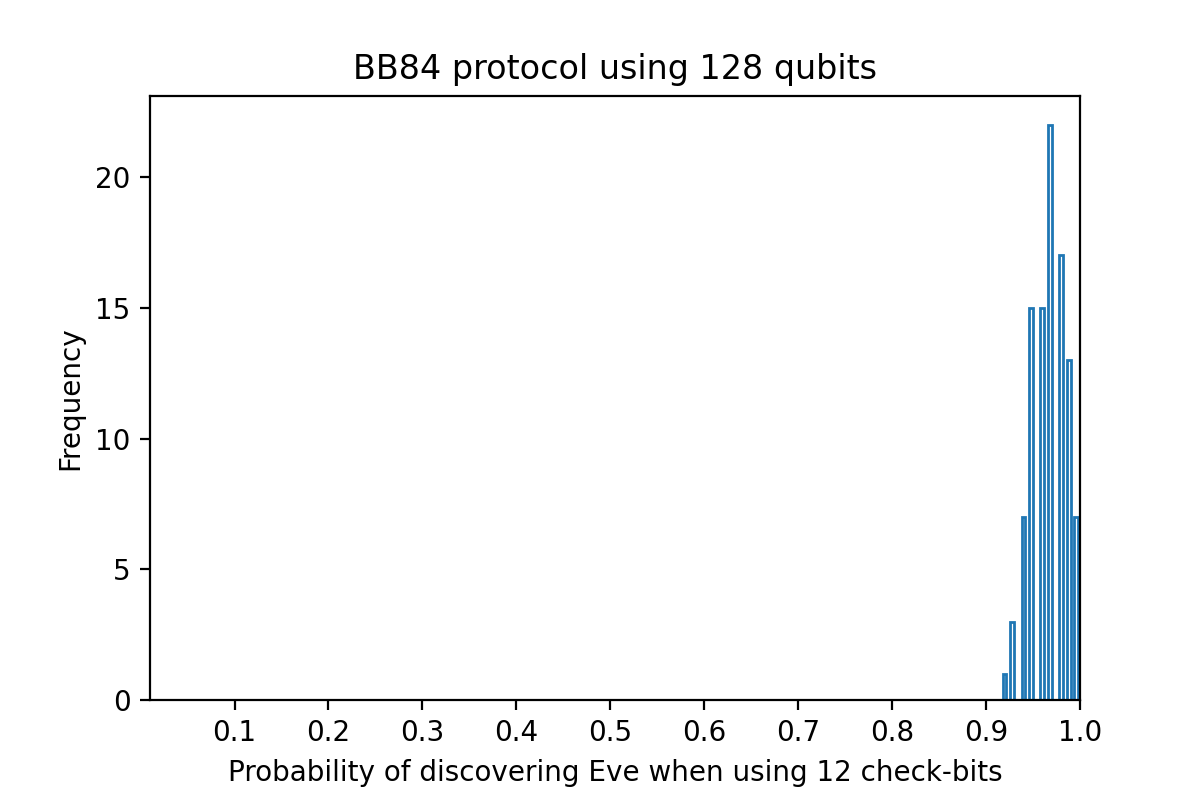 BB84 protocol using 128 qubits
Frequency
20
15
10
5
0
0.1 0.2 0.3 0.4 0.5 0.6 0.7 0.8 0.9 1.0
Probability of discovering Eve when using 12 check-bits